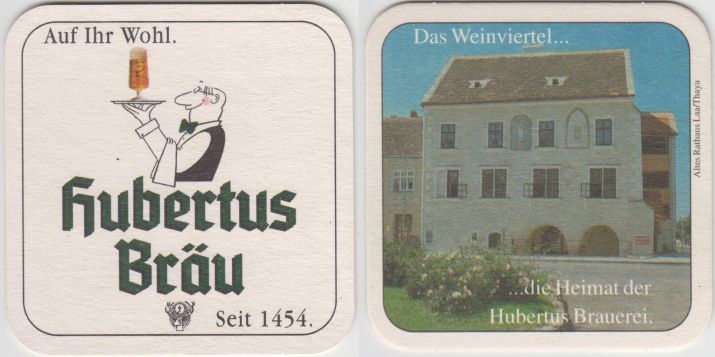 Auf Ihr Wohl.
Hubertus
Bräu
Seit 1454.
Das Weinviertel...
Altes Rathaus Laa/Thaya
...die Heimat der
Hubertus Brauerei.